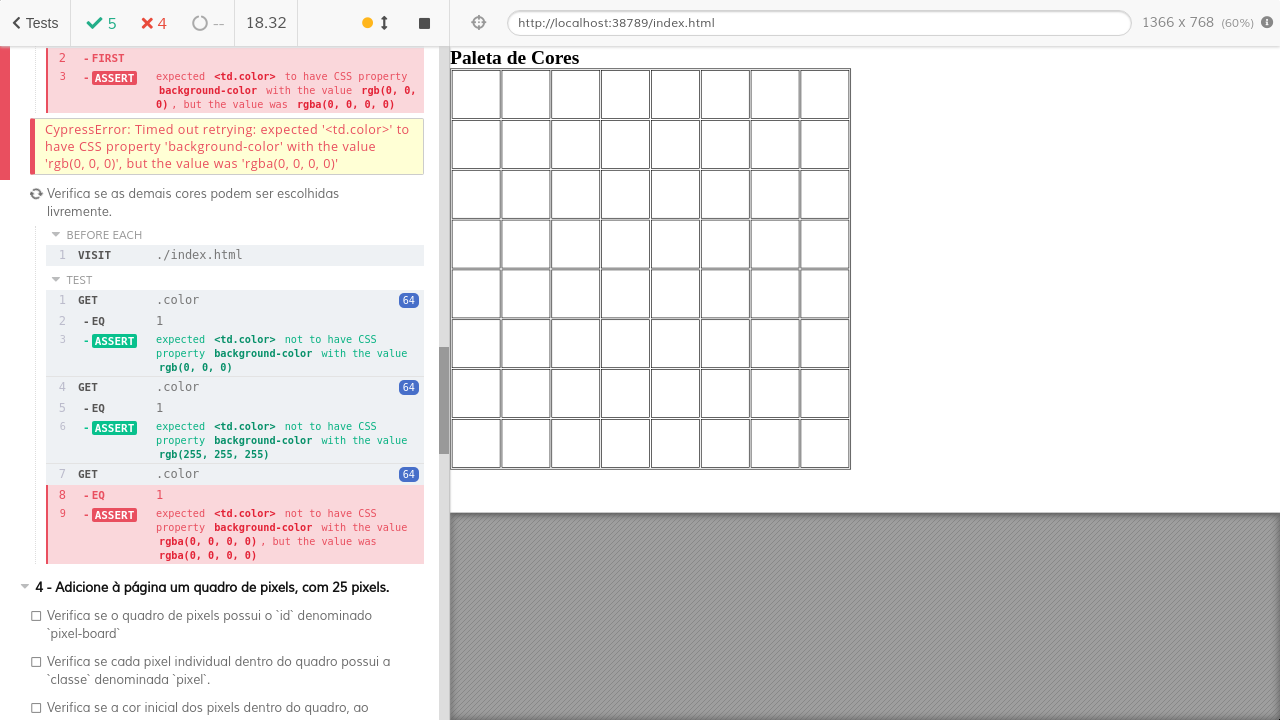 Tests
5
4
--
18.32
http://localhost:38789/index.html
1366 x 768 (60%)
2 - FIRST
3 - ASSERT expected <td.color> to have CSS property
background-color with the value rgb(0, 0,
0) , but the value was rgba(0, 0, 0, 0)
CypressError: Timed out retrying: expected '<td.color>' to
have CSS property 'background-color' with the value
'rgb(0, 0, 0)', but the value was 'rgba(0, 0, 0, 0)'
Verifica se as demais cores podem ser escolhidas
livremente.
BEFORE EACH
1 VISIT ./index.html
TEST
1 GET .color 64
2 - EQ 1
3 - ASSERT expected <td.color> not to have CSS
property background-color with the value
rgb(0, 0, 0)
4 GET .color 64
5 - EQ 1
6 - ASSERT expected <td.color> not to have CSS
property background-color with the value
rgb(255, 255, 255)
7 GET .color 64
8 - EQ 1
9 - ASSERT expected <td.color> not to have CSS
property background-color with the value
rgba(0, 0, 0, 0) , but the value was
rgba(0, 0, 0, 0)
4 - Adicione à página um quadro de pixels, com 25 pixels.
Verifica se o quadro de pixels possui o `id` denominado
`pixel-board`
Verifica se cada pixel individual dentro do quadro possui a
`classe` denominada `pixel`.
Verifica se a cor inicial dos pixels dentro do quadro, ao
Paleta de Cores